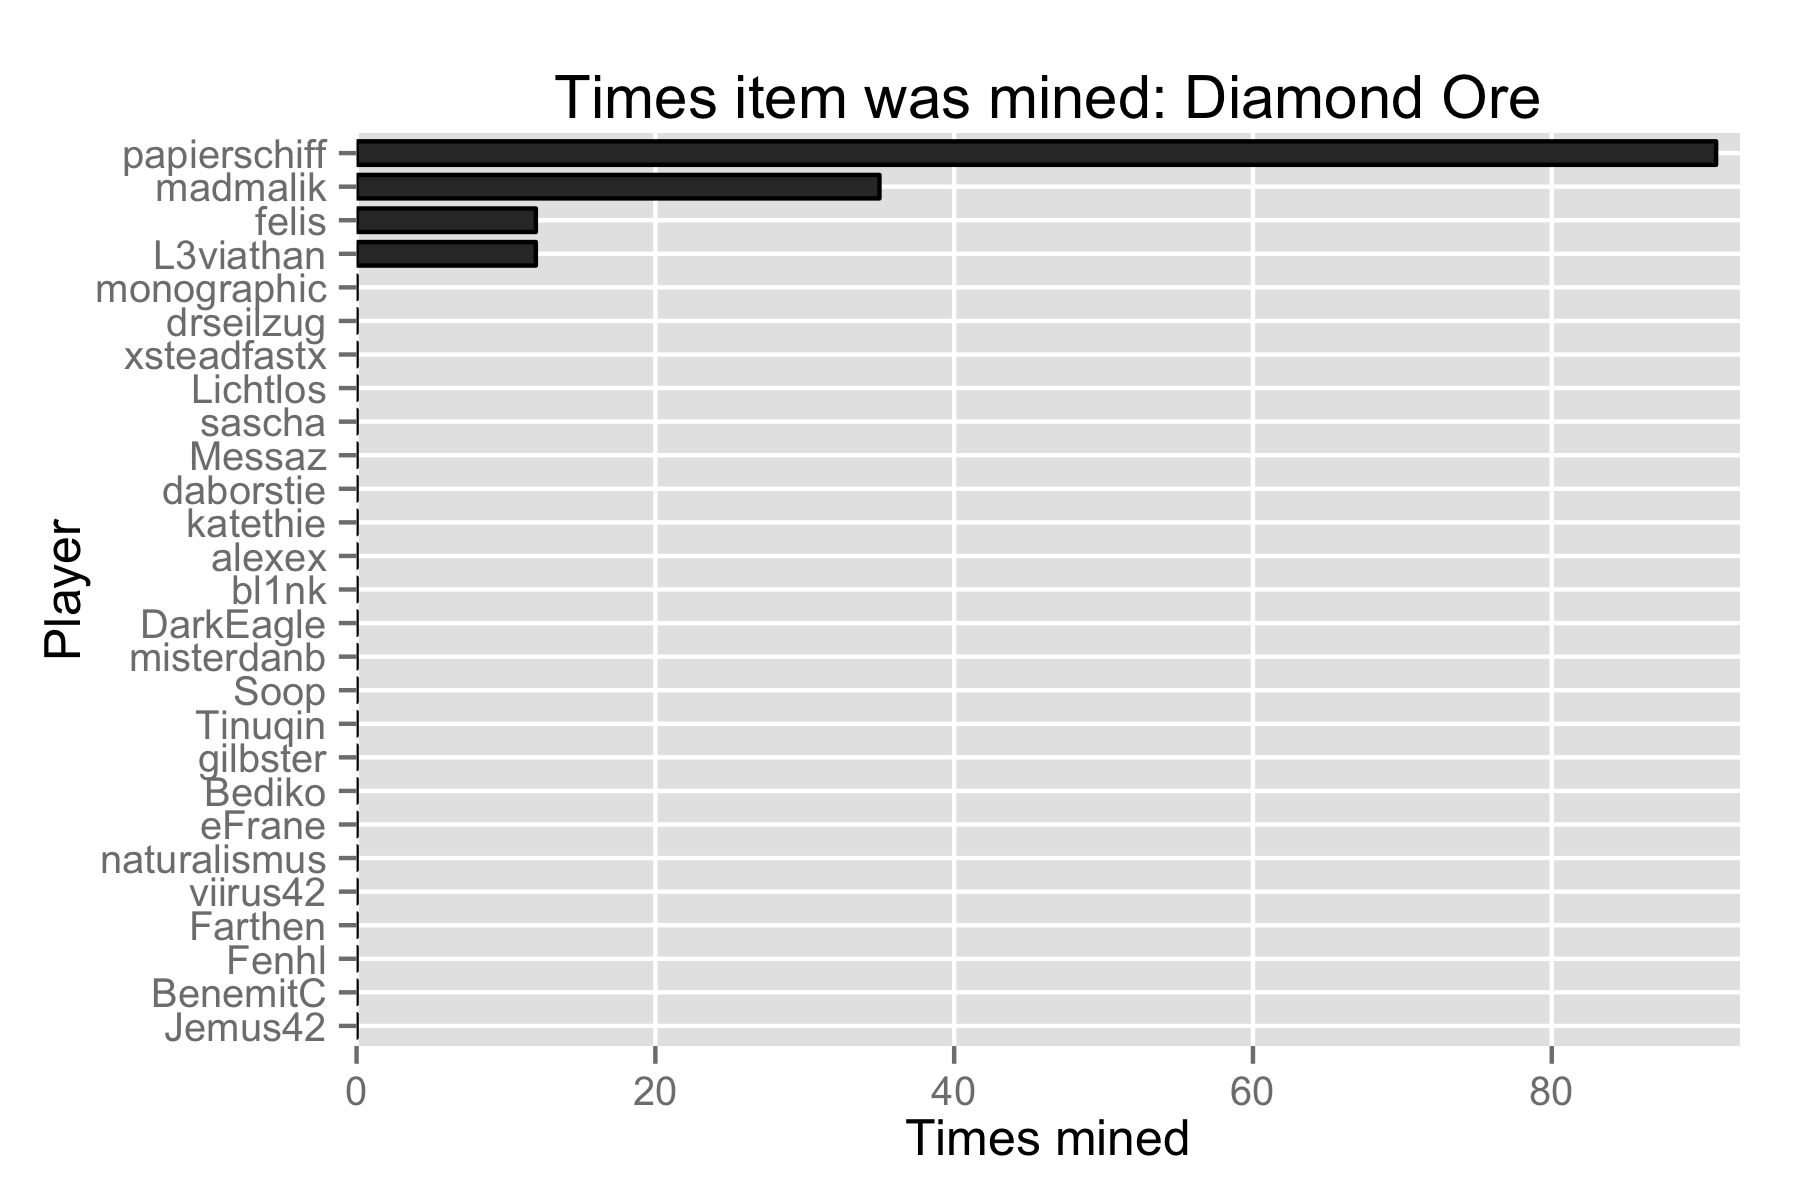 Times item was mined: Diamond Ore
papierschiff
madmalik
felis
L3viathan
monographic
drseilzug
xsteadfastx
Lichtlos
sascha
Messaz
daborstie
katethie
alexex
bl1nk
DarkEagle
misterdanb
Soop
Tinuqin
gilbster
Bediko
eFrane
naturalismus
viirus42
Farthen
Fenhl
BenemitC
Jemus42
Player
0 20 40 60 80
Times mined